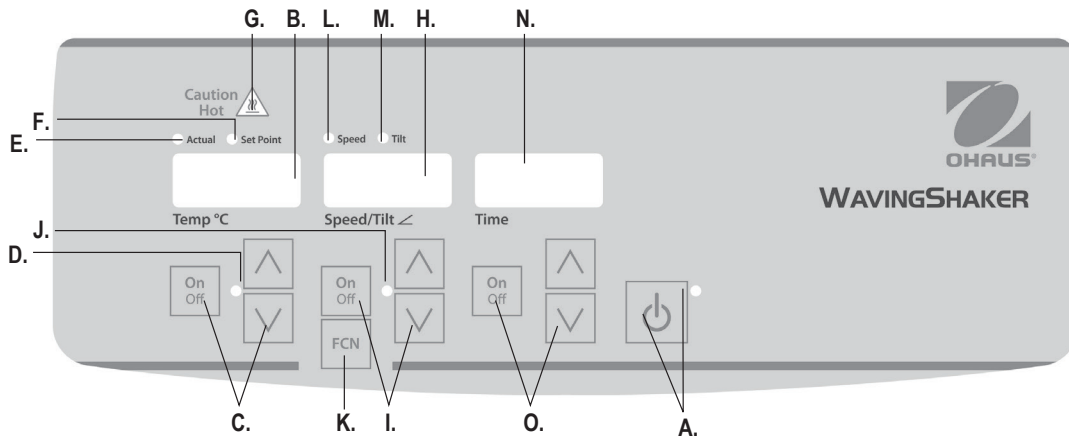 G. B. L. M. H. N.
Caution
Hot
F.
E.
Actual Set Point Speed Tilt
OHAUS®
WAVINGSHAKER
Temp °C Speed/Tilt ∠ Time
J.
D.
On
Off
On
Off
On
Off
FCN
C. K. I. O. A.